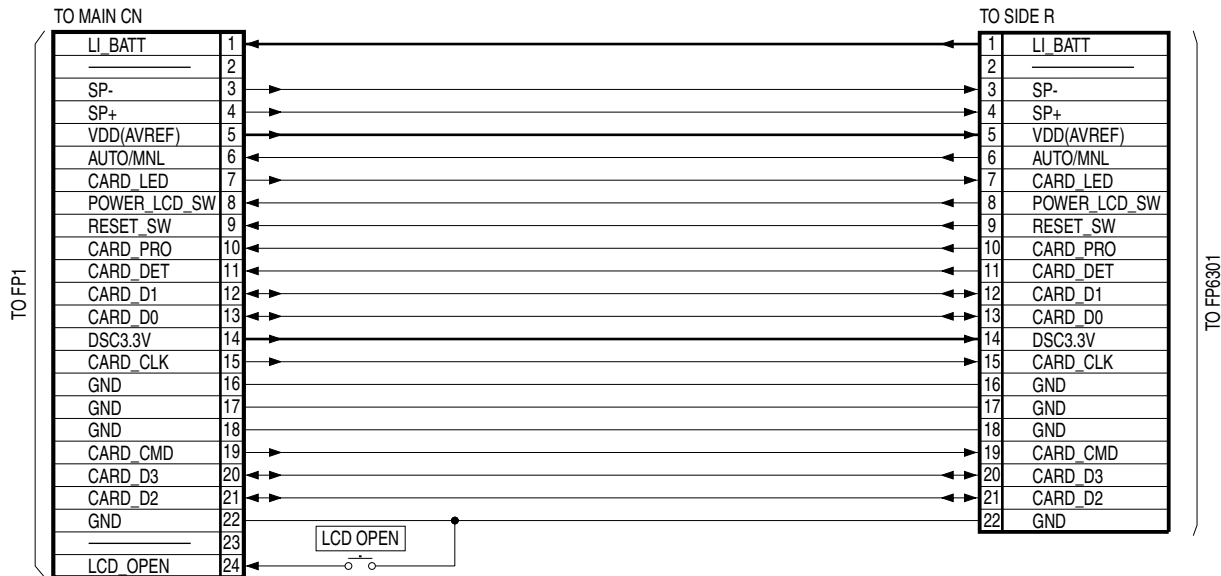 TO MAIN CN
TO SIDE R
LI_BATT 1 1 LI_BATT
2 2
SP- 3 3 SP-
SP+ 4 4 SP+
VDD(AVREF) 5 5 VDD(AVREF)
AUTO/MNL 6 6 AUTO/MNL
CARD_LED 7 7 CARD_LED
POWER_LCD_SW 8 8 POWER_LCD_SW
RESET_SW 9 9 RESET_SW
CARD_PRO 10 10 CARD_PRO
CARD_DET 11 11 CARD_DET
CARD_D1 12 12 CARD_D1
CARD_D0 13 13 CARD_D0
DSC3.3V 14 14 DSC3.3V
CARD_CLK 15 15 CARD_CLK
GND 16 16 GND
GND 17 17 GND
GND 18 18 GND
CARD_CMD 19 19 CARD_CMD
CARD_D3 20 20 CARD_D3
CARD_D2 21 21 CARD_D2
GND 22 22 GND
23
LCD_OPEN 24
LCD OPEN
TO FP1
TO FP6301